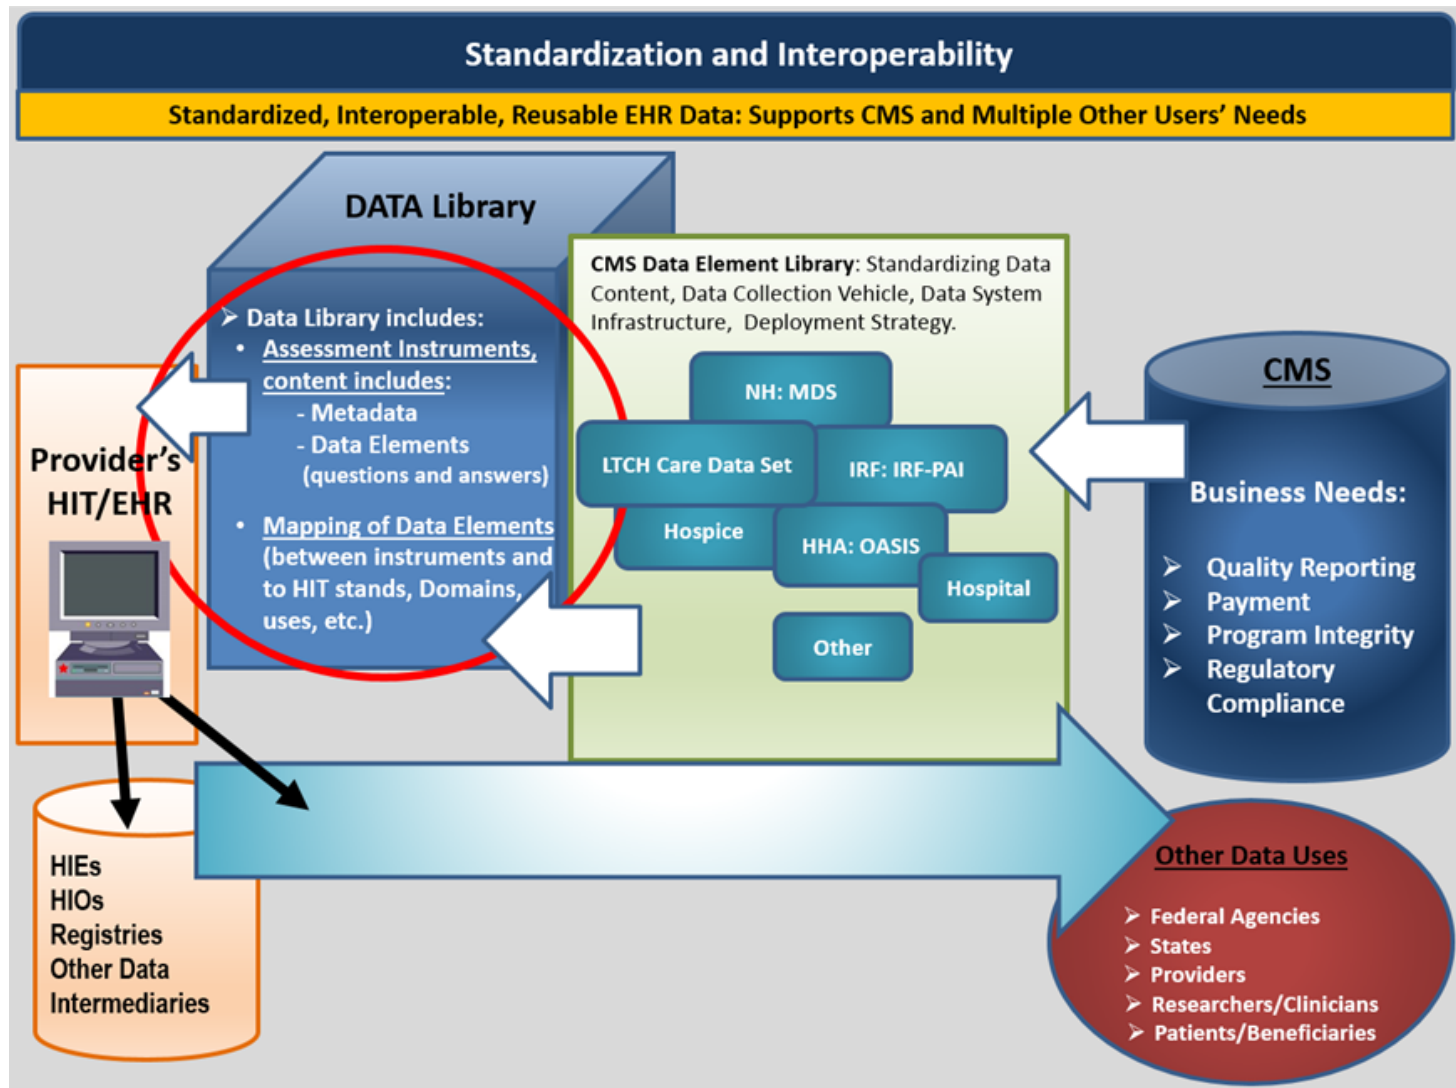 Standardization and Interoperability
Standardized, Interoperable, Reusable EHR Data: Supports CMS and Multiple Other Users’ Needs
DATA Library
➢ Data Library includes:
• Assessment Instruments,
content includes:
- Metadata
- Data Elements
(questions and answers)
• Mapping of Data Elements
(between instruments and
to HIT stands, Domains,
uses, etc.)
CMS Data Element Library: Standardizing Data
Content, Data Collection Vehicle, Data System
Infrastructure, Deployment Strategy.
NH: MDS
LTCH Care Data Set
IRF: IRF-PAI
Hospice
HHA: OASIS
Hospital
Other
CMS
Business Needs:
➢ Quality Reporting
➢ Payment
➢ Program Integrity
➢ Regulatory
Compliance
Provider’s
HIT/EHR
HIEs
HIOs
Registries
Other Data
Intermediaries
Other Data Uses
➢ Federal Agencies
➢ States
➢ Providers
➢ Researchers/Clinicians
➢ Patients/Beneficiaries